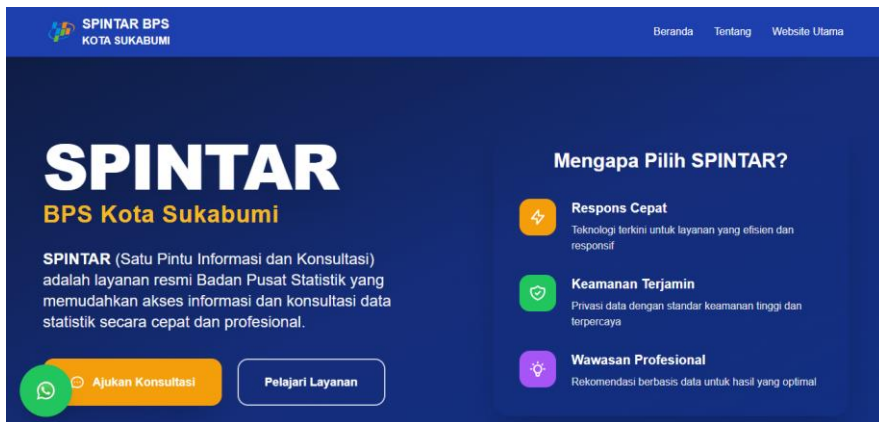 SPINTAR BPS
KOTA SUKABUMI
Beranda Tentang Website Utama
SPINTAR
BPS Kota Sukabumi
SPINTAR (Satu Pintu Informasi dan Konsultasi)
adalah layanan resmi Badan Pusat Statistik yang
memudahkan akses informasi dan konsultasi data
statistik secara cepat dan profesional.
Ajukan Konsultasi
Pelajari Layanan
Mengapa Pilih SPINTAR?
Respons Cepat
Teknologi terkini untuk layanan yang efisien dan
responsif
Keamanan Terjamin
Privasi data dengan standar keamanan tinggi dan
terpercaya
Wawasan Profesional
Rekomendasi berbasis data untuk hasil yang optimal